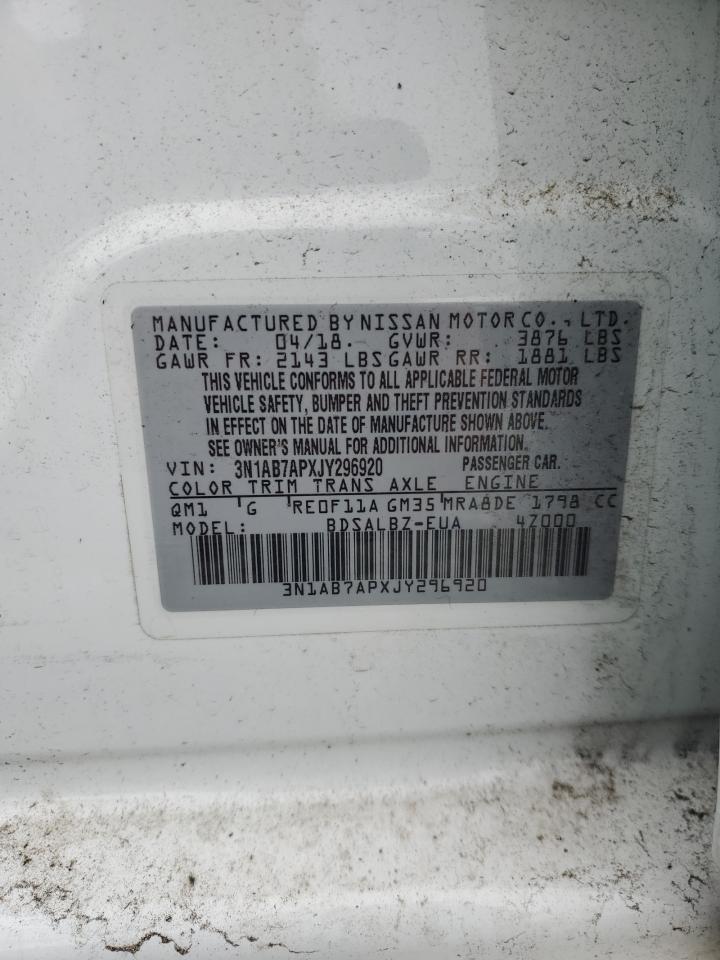 MANUFACTURED BY NISSAN MOTOR CO., LTD.
DATE: 04/18. GVWR: 3876 LBS
GAWR FR: 2143 LBS GAWR RR: 1881 LBS
THIS VEHICLE CONFORMS TO ALL APPLICABLE FEDERAL MOTOR
VEHICLE SAFETY, BUMPER AND THEFT PREVENTION STANDARDS
IN EFFECT ON THE DATE OF MANUFACTURE SHOWN ABOVE.
SEE OWNER'S MANUAL FOR ADDITIONAL INFORMATION.
VIN: 3N1AB7APXJY296920 PASSENGER CAR.
COLOR TRIM TRANS AXLE ENGINE
QM1 G RE0F11A GM35 MRA8DE 1798 CC
MODEL: BDSALBZ-EUA 47000
3N1AB7APXJY296920